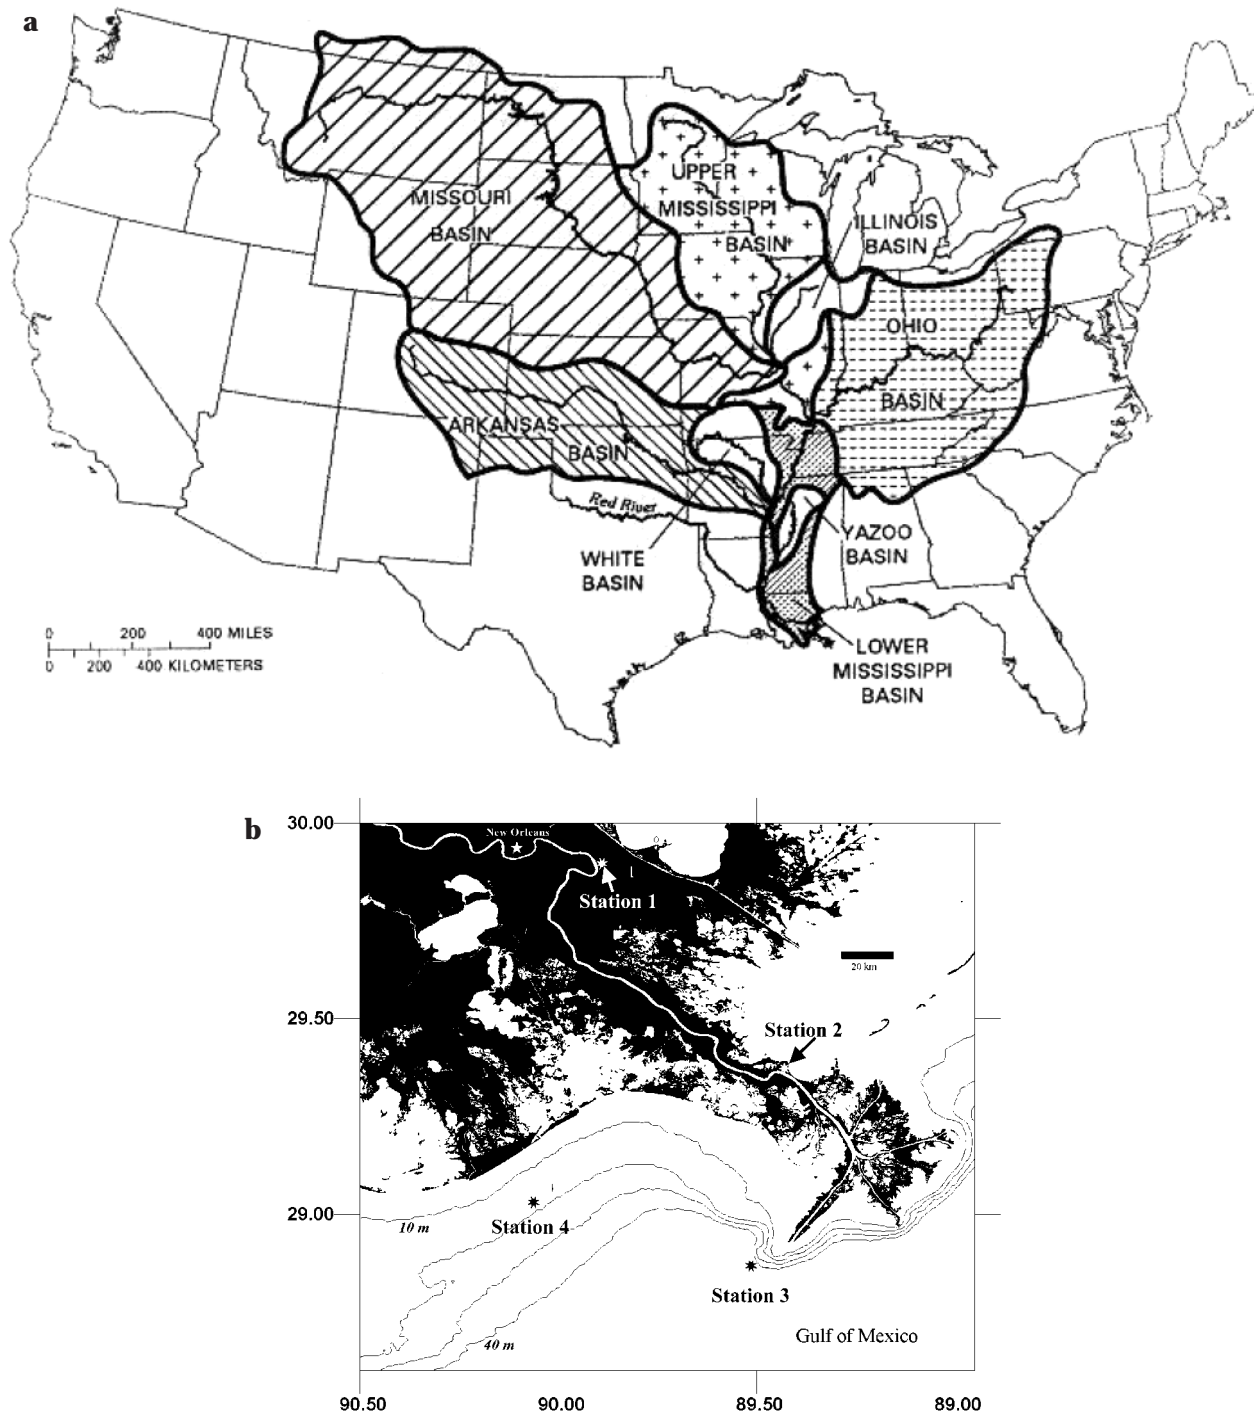 a
MISSOURI
BASIN
UPPER
MISSISSIPPI
BASIN
ILLINOIS
BASIN
OHIO
BASIN
ARKANSAS
BASIN
Red River
WHITE
BASIN
YAZOO
BASIN
LOWER
MISSISSIPPI
BASIN
0 200 400 MILES
0 200 400 KILOMETERS
b
30.00
New Orleans
Station 1
20 km
29.50
Station 2
29.00
10 m
Station 4
Station 3
Gulf of Mexico
40 m
90.50 90.00 89.50 89.00